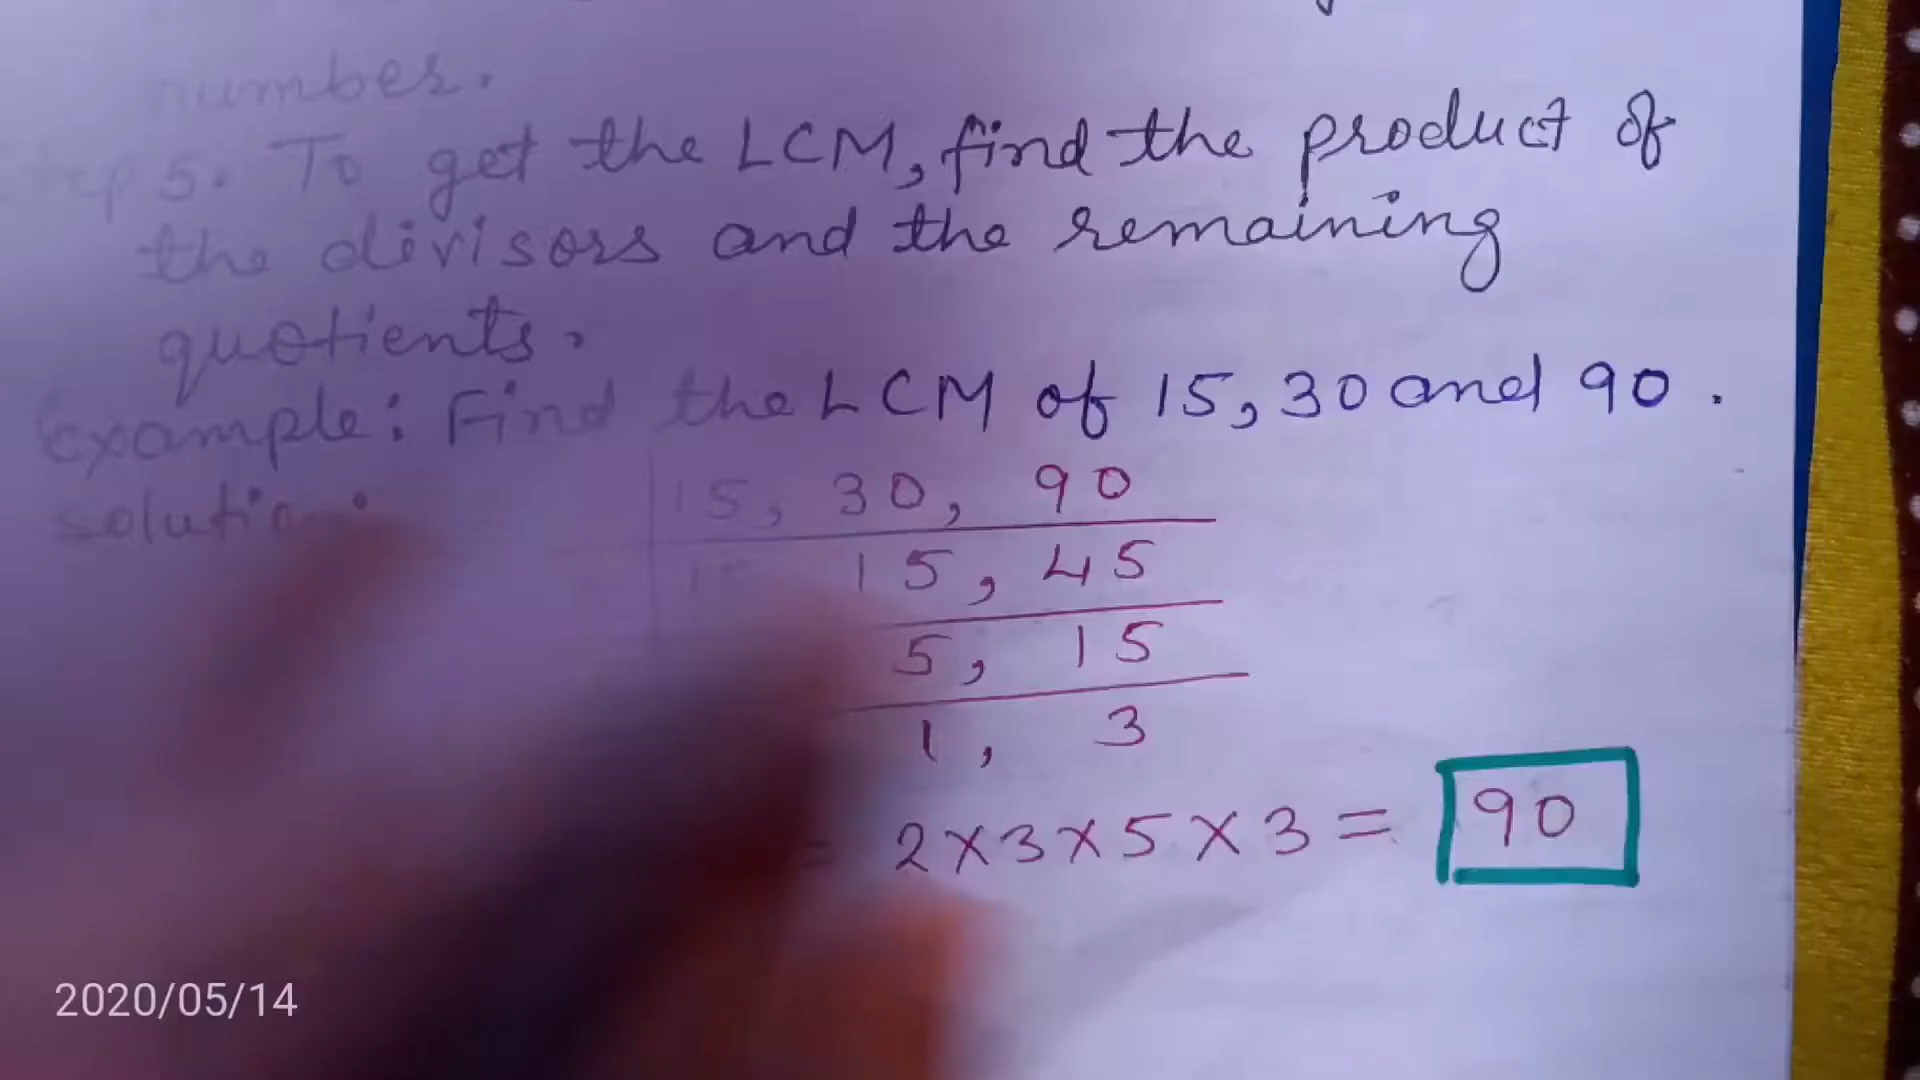 number.
Step 5. To get the LCM, find the product of
the divisors and the remaining
quotients.
Example: Find the LCM of 15, 30 and 90.
solution:
15, 30, 90
15, 45
5, 15
1, 3
= 2×3×5×3 = 90
2020/05/14